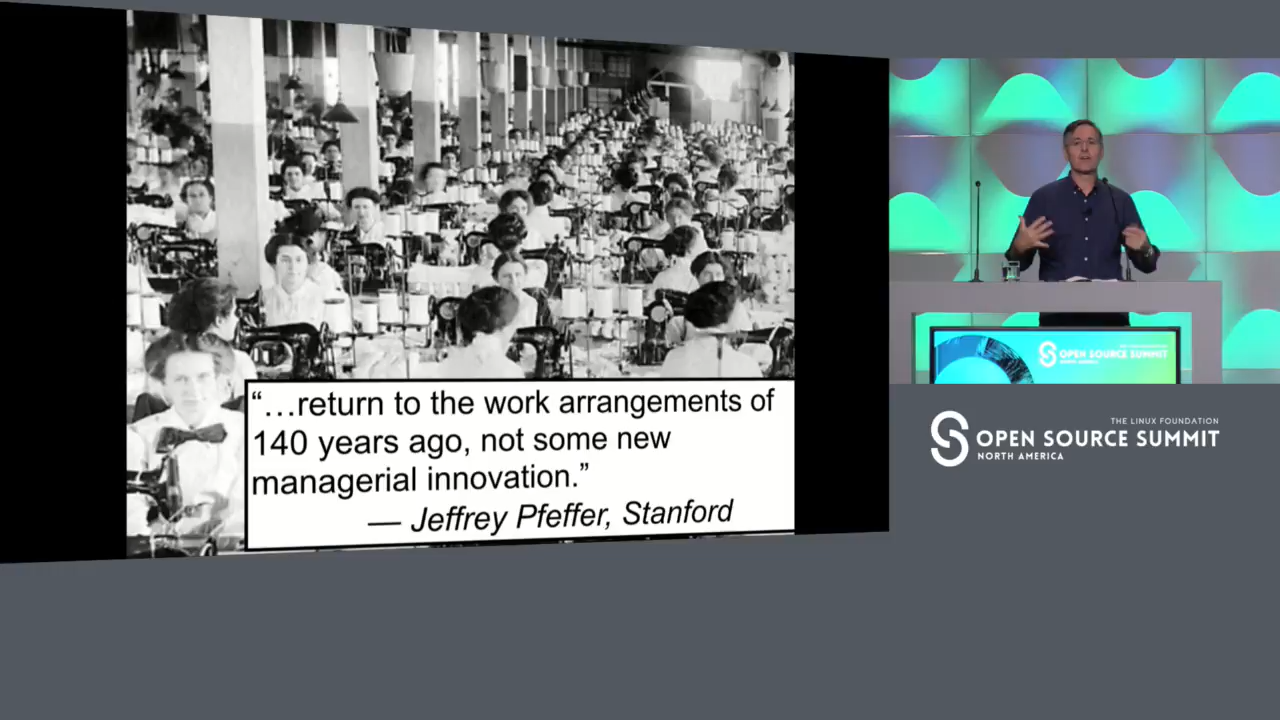 “…return to the work arrangements of
140 years ago, not some new
managerial innovation.”
— Jeffrey Pfeffer, Stanford
OPEN SOURCE SUMMIT
THE LINUX FOUNDATION
OPEN SOURCE SUMMIT
NORTH AMERICA